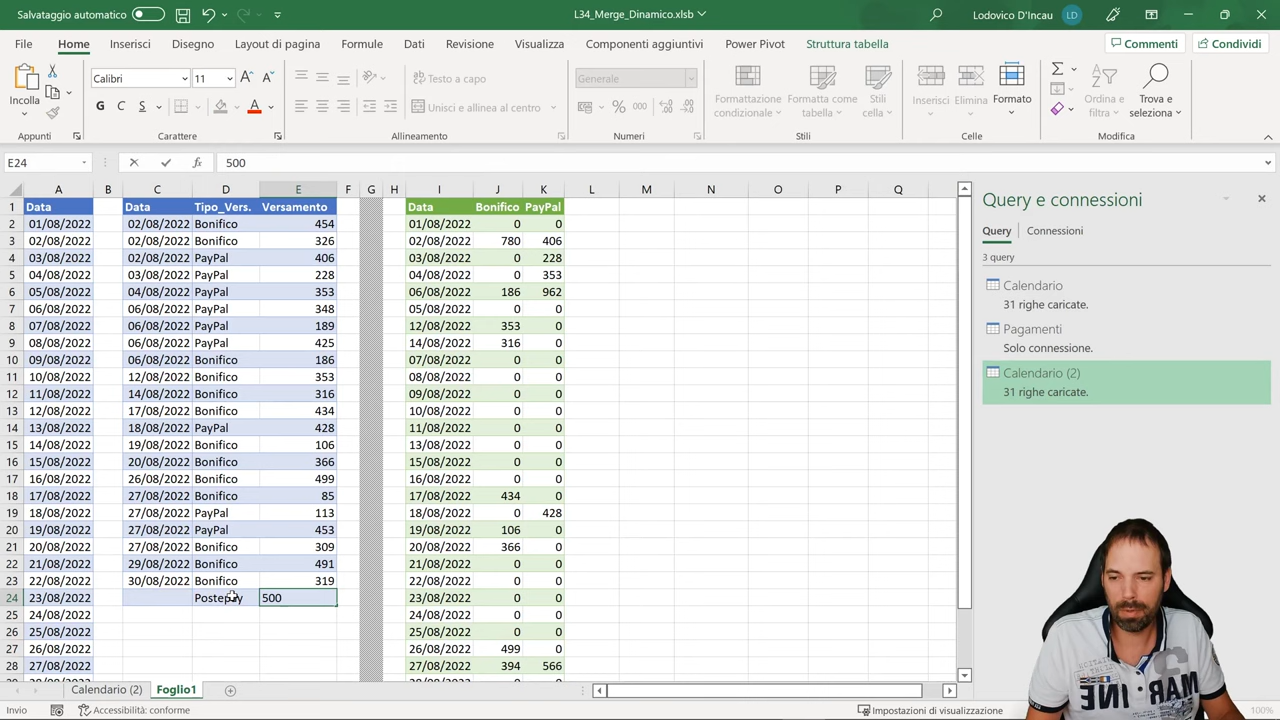 Salvataggio automatico
L34_Merge_Dinamico.xlsb
Lodovico D'Incau LD
File Home Inserisci Disegno Layout di pagina Formule Dati Revisione Visualizza Componenti aggiuntivi Power Pivot Struttura tabella Commenti Condividi
Incolla
Calibri 11
Testo a capo
Generale
G C S A
Unisci e allinea al centro
% 000
Formattazione condizionale
Formatta come tabella
Stili cella
Inserisci
Elimina
Formato
Ordina e filtra
Trova e seleziona
Appunti Carattere Allineamento Numeri Stili Celle Modifica
E24 500
A B C D E F G H I J K L M N O P Q
1 Data Data Tipo_Vers. Versamento Data Bonifico PayPal
2 01/08/2022 02/08/2022 Bonifico 454 01/08/2022 0 0
3 02/08/2022 02/08/2022 Bonifico 326 02/08/2022 780 406
4 03/08/2022 02/08/2022 PayPal 406 03/08/2022 0 228
5 04/08/2022 03/08/2022 PayPal 228 04/08/2022 0 353
6 05/08/2022 04/08/2022 PayPal 353 06/08/2022 186 962
7 06/08/2022 06/08/2022 PayPal 348 05/08/2022 0 0
8 07/08/2022 06/08/2022 PayPal 189 12/08/2022 353 0
9 08/08/2022 06/08/2022 PayPal 425 14/08/2022 316 0
10 09/08/2022 06/08/2022 Bonifico 186 07/08/2022 0 0
11 10/08/2022 12/08/2022 Bonifico 353 08/08/2022 0 0
12 11/08/2022 14/08/2022 Bonifico 316 09/08/2022 0 0
13 12/08/2022 17/08/2022 Bonifico 434 10/08/2022 0 0
14 13/08/2022 18/08/2022 PayPal 428 11/08/2022 0 0
15 14/08/2022 19/08/2022 Bonifico 106 13/08/2022 0 0
16 15/08/2022 20/08/2022 Bonifico 366 15/08/2022 0 0
17 16/08/2022 26/08/2022 Bonifico 499 16/08/2022 0 0
18 17/08/2022 27/08/2022 Bonifico 85 17/08/2022 434 0
19 18/08/2022 27/08/2022 PayPal 113 18/08/2022 0 428
20 19/08/2022 27/08/2022 PayPal 453 19/08/2022 106 0
21 20/08/2022 27/08/2022 Bonifico 309 20/08/2022 366 0
22 21/08/2022 29/08/2022 Bonifico 491 21/08/2022 0 0
23 22/08/2022 30/08/2022 Bonifico 319 22/08/2022 0 0
24 23/08/2022 Postepay 500 23/08/2022 0 0
25 24/08/2022 24/08/2022 0 0
26 25/08/2022 25/08/2022 0 0
27 26/08/2022 26/08/2022 499 0
28 27/08/2022 27/08/2022 394 566
Query e connessioni
Query Connessioni
3 query
Calendario
31 righe caricate.
Pagamenti
Solo connessione.
Calendario (2)
31 righe caricate.
Calendario (2) Foglio1
Invio Accessibilità: conforme Impostazioni di visualizzazione 100%